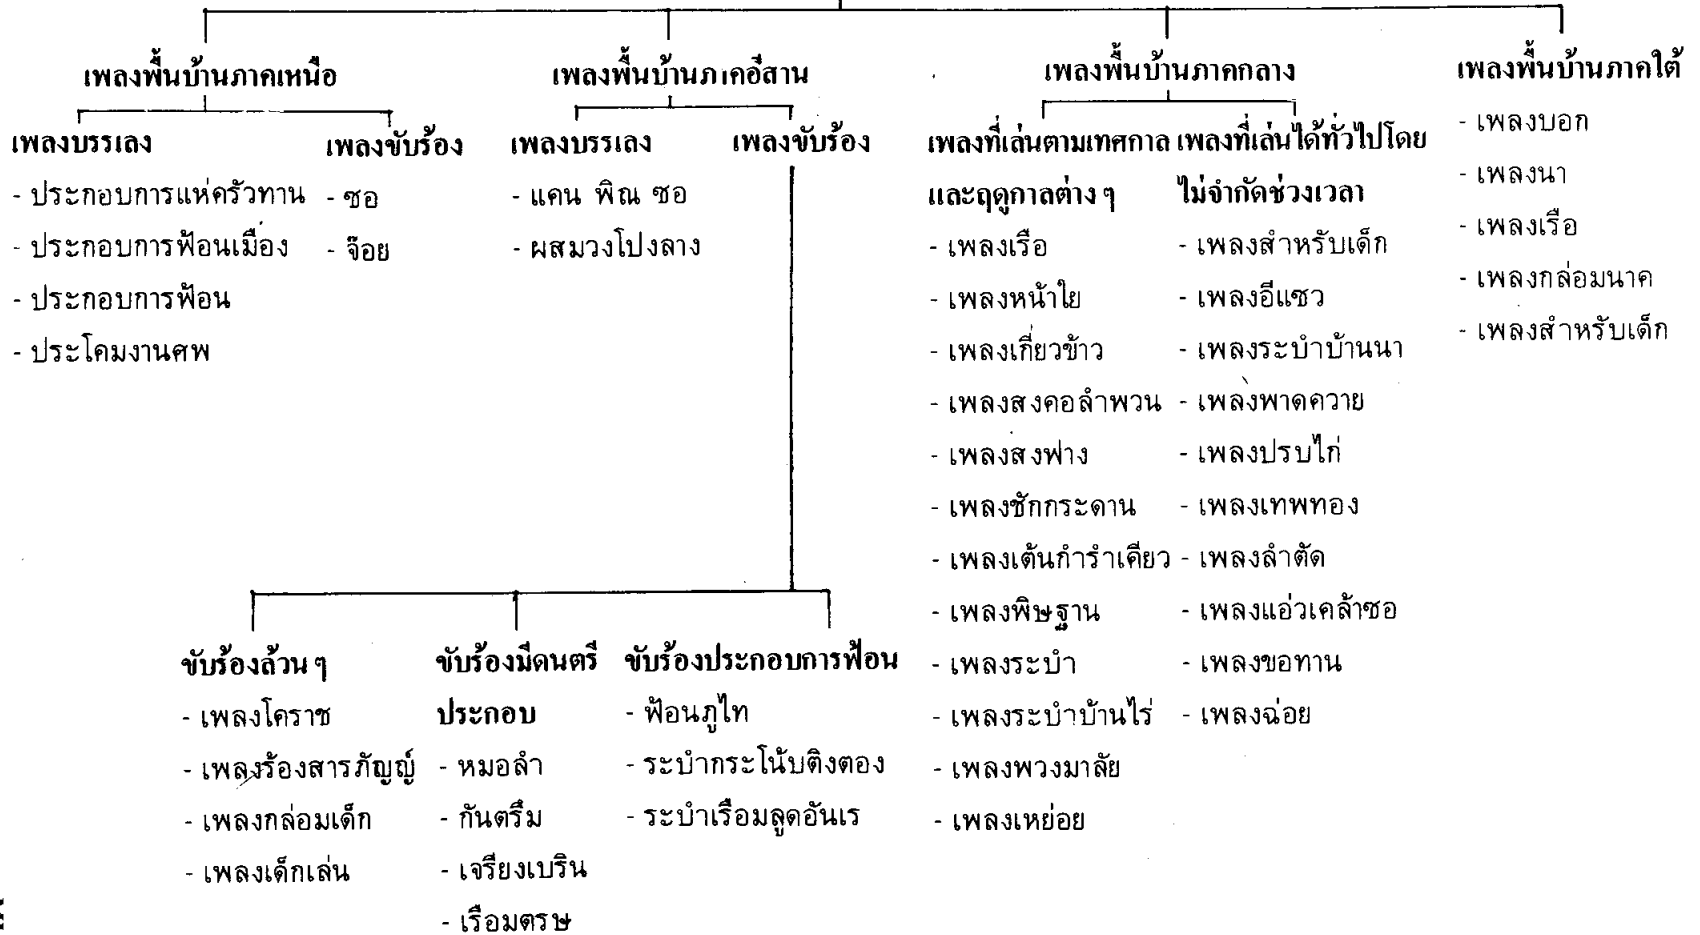 เพลงพื้นบ้านภาคเหนือ
เพลงบรรเลง
- ประกอบการแห่ครัวทาน
- ประกอบการฟ้อนเมือง
- ประกอบการฟ้อน
- ประโคมงานศพ
เพลงขับร้อง
- ซอ
- จ๊อย
เพลงพื้นบ้านภาคอีสาน
เพลงบรรเลง
- แคน พิณ ซอ
- ผสมวงโปงลาง
เพลงขับร้อง
ขับร้องล้วน ๆ
- เพลงโคราช
- เพลงร้องสารภัญญ์
- เพลงกล่อมเด็ก
- เพลงเด็กเล่น
ขับร้องมีดนตรี
ประกอบ
- หมอลำ
- กันตรึม
- เจรียงเบริน
- เรือมตรษ
ขับร้องประกอบการฟ้อน
- ฟ้อนภูไท
- ระบำกระโน้บติงตอง
- ระบำเรือมลูดอันเร
เพลงพื้นบ้านภาคกลาง
เพลงที่เล่นตามเทศกาล
และฤดูกาลต่าง ๆ
- เพลงเรือ
- เพลงหน้าใย
- เพลงเกี่ยวข้าว
- เพลงสงคอลำพวน
- เพลงสงฟาง
- เพลงชักกระดาน
- เพลงเต้นกำรำเคียว
- เพลงพิษฐาน
- เพลงระบำ
- เพลงระบำบ้านไร่
- เพลงพวงมาลัย
- เพลงเหย่อย
เพลงที่เล่นได้ทั่วไปโดย
ไม่จำกัดช่วงเวลา
- เพลงสำหรับเด็ก
- เพลงอีแซว
- เพลงระบำบ้านนา
- เพลงพาดควาย
- เพลงปรบไก่
- เพลงเทพทอง
- เพลงลำตัด
- เพลงแอ่วเคล้าซอ
- เพลงขอทาน
- เพลงฉ่อย
เพลงพื้นบ้านภาคใต้
- เพลงบอก
- เพลงนา
- เพลงเรือ
- เพลงกล่อมนาค
- เพลงสำหรับเด็ก